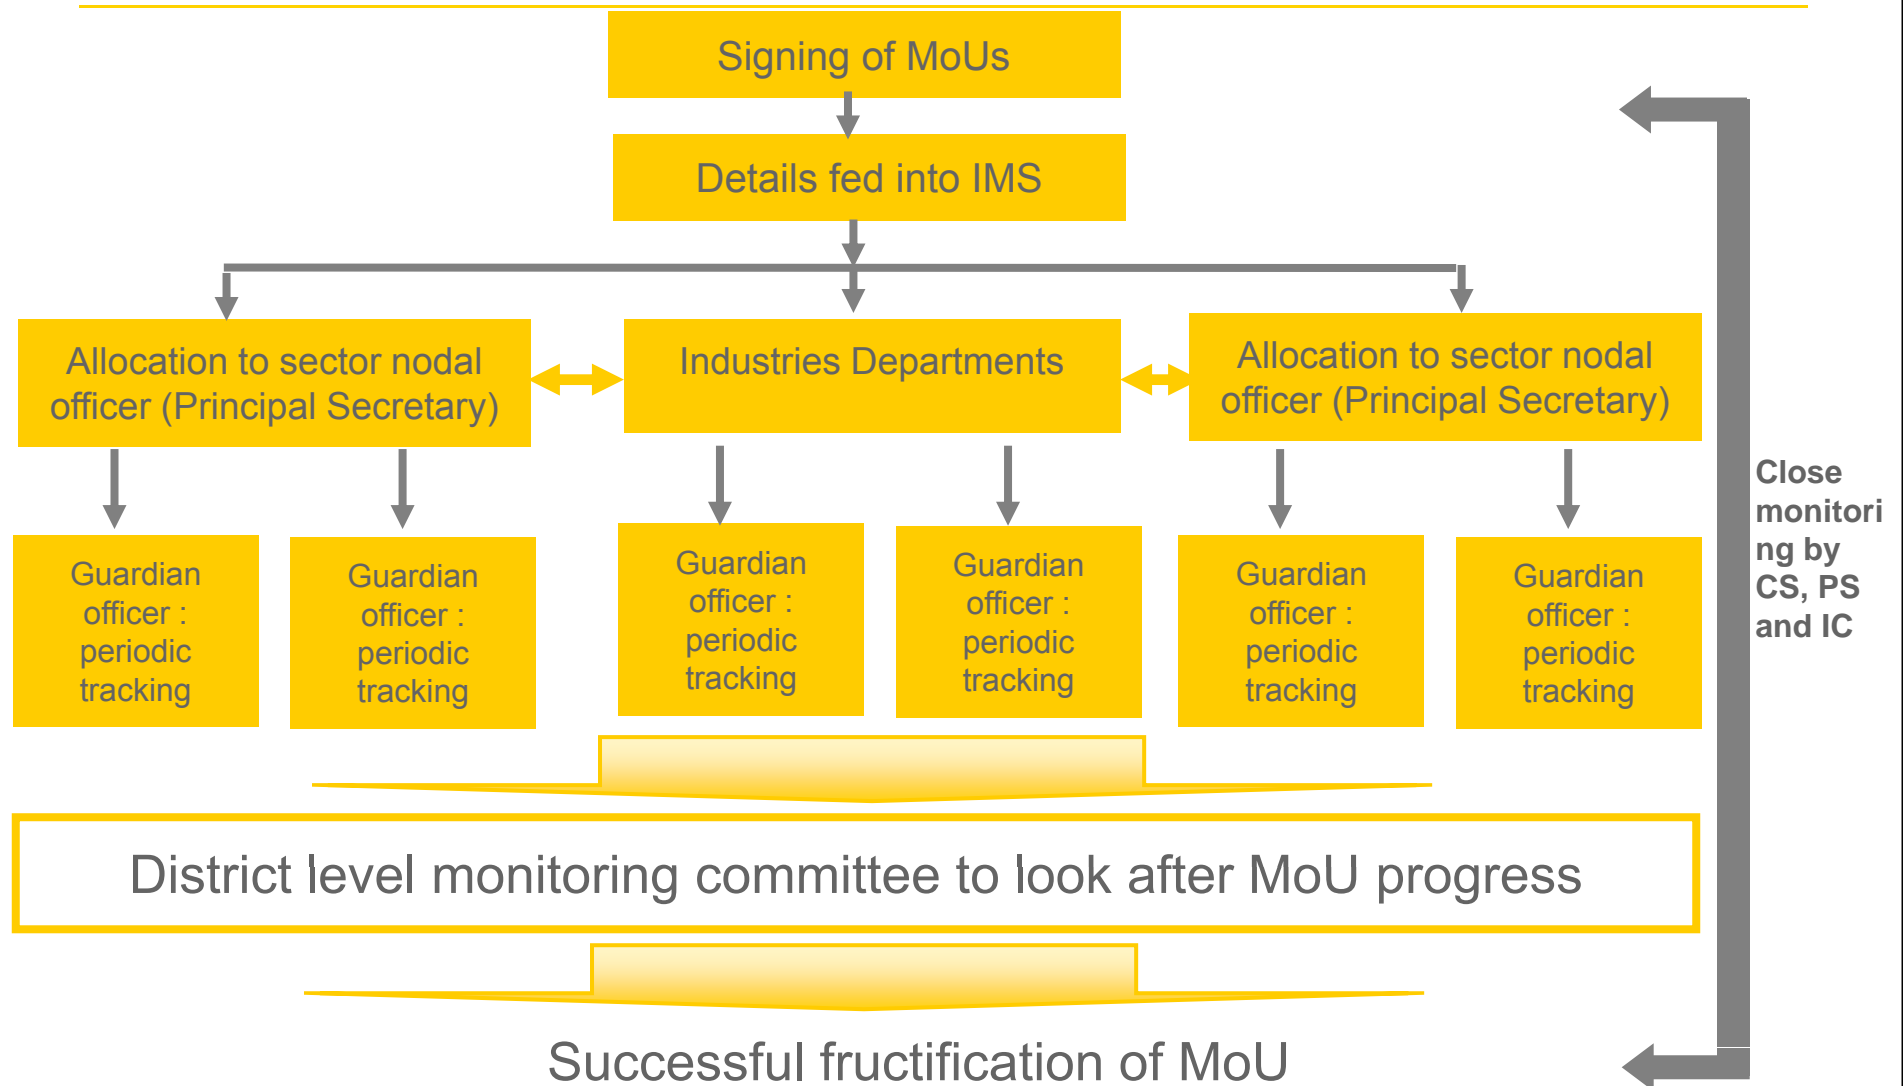 Signing of MoUs
Details fed into IMS
Allocation to sector nodal
officer (Principal Secretary)
Industries Departments
Allocation to sector nodal
officer (Principal Secretary)
Guardian
officer :
periodic
tracking
Guardian
officer :
periodic
tracking
Guardian
officer :
periodic
tracking
Guardian
officer :
periodic
tracking
Guardian
officer :
periodic
tracking
Guardian
officer :
periodic
tracking
Close
monitori
ng by
CS, PS
and IC
District level monitoring committee to look after MoU progress
Successful fructification of MoU